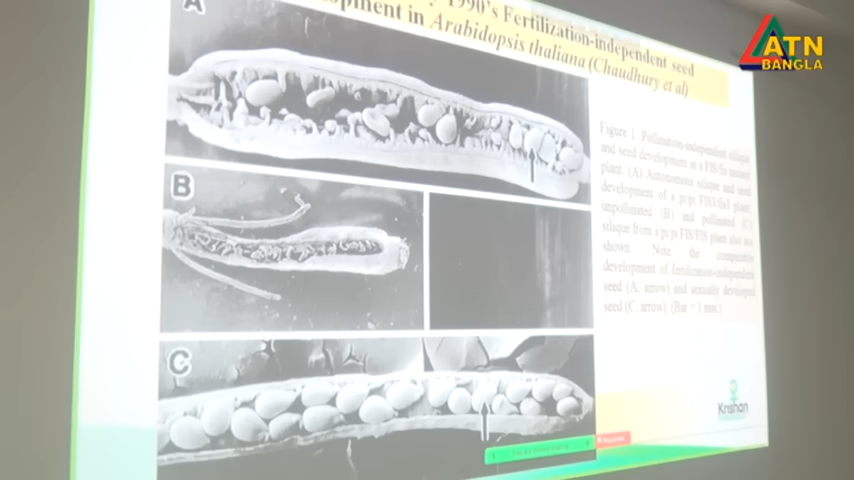 1990's Fertilization-independent seed
in Arabidopsis thaliana (Chaudhury et al)
ATN
BANGLA
A
Figure 1. Pollination-independent silique
and seed development in a FIS/fis mutant
plant. (A) Autonomous silique and seed
development of a pi/pi FIS3/fis3 plant,
unpollinated (B) and pollinated (C)
silique from a pi/pi FIS/FIS plant also are
shown. Note the comparable
development of fertilization-independent
seed (A, arrow) and sexually developed
seed (C, arrow). (Bar = 1 mm.)
B
C
Krishan